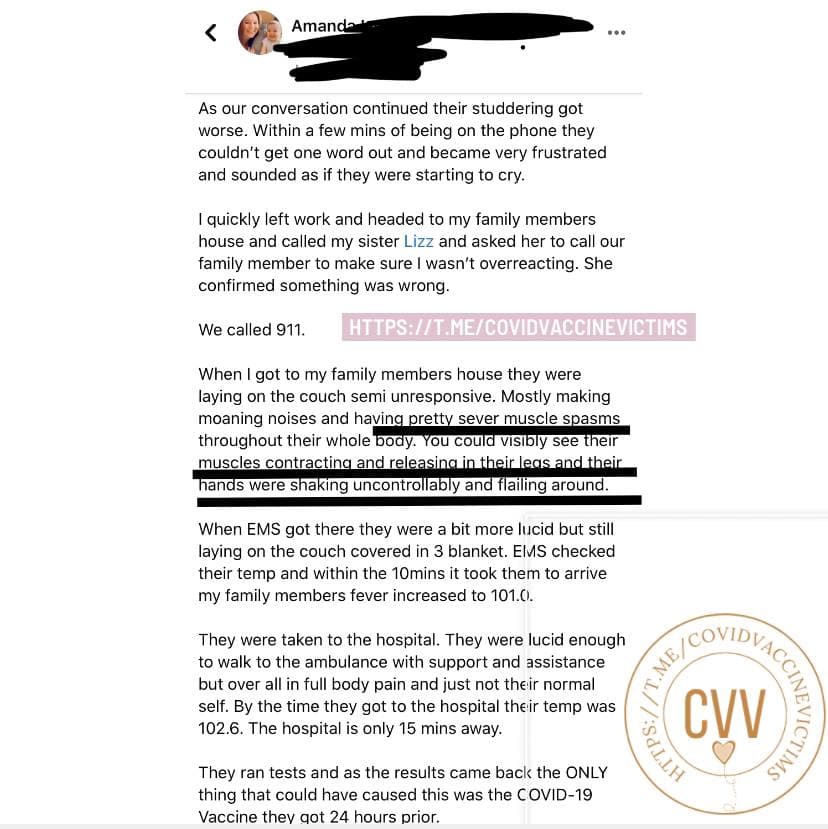 Amanda
As our conversation continued their studdering got
worse. Within a few mins of being on the phone they
couldn't get one word out and became very frustrated
and sounded as if they were starting to cry.
I quickly left work and headed to my family members
house and called my sister Lizz and asked her to call our
family member to make sure I wasn't overreacting. She
confirmed something was wrong.
We called 911.
HTTPS://T.ME/COVIDVACCINEVICTIMS
When I got to my family members house they were
laying on the couch semi unresponsive. Mostly making
moaning noises and having pretty sever muscle spasms
throughout their whole body. You could visibly see their
muscles contracting and releasing in their legs and their
hands were shaking uncontrollably and flailing around.
When EMS got there they were a bit more lucid but still
laying on the couch covered in 3 blanket. EMS checked
their temp and within the 10mins it took them to arrive
my family members fever increased to 101.0.
They were taken to the hospital. They were lucid enough
to walk to the ambulance with support and assistance
but over all in full body pain and just not their normal
self. By the time they got to the hospital their temp was
102.6. The hospital is only 15 mins away.
They ran tests and as the results came back the ONLY
thing that could have caused this was the COVID-19
Vaccine they got 24 hours prior.
HTTPS://T.ME/COVIDVACCINEVICTIMS
CVV